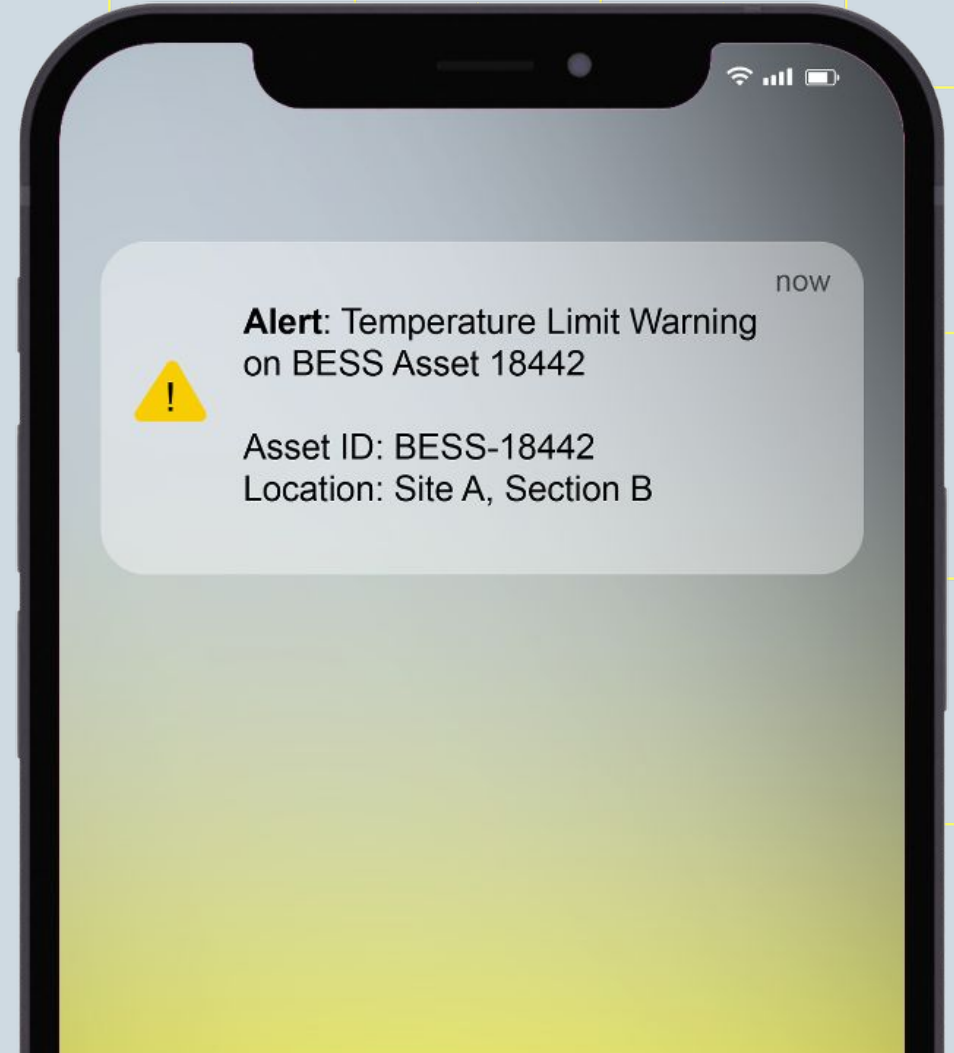 now
Alert: Temperature Limit Warning
on BESS Asset 18442
!
Asset ID: BESS-18442
Location: Site A, Section B